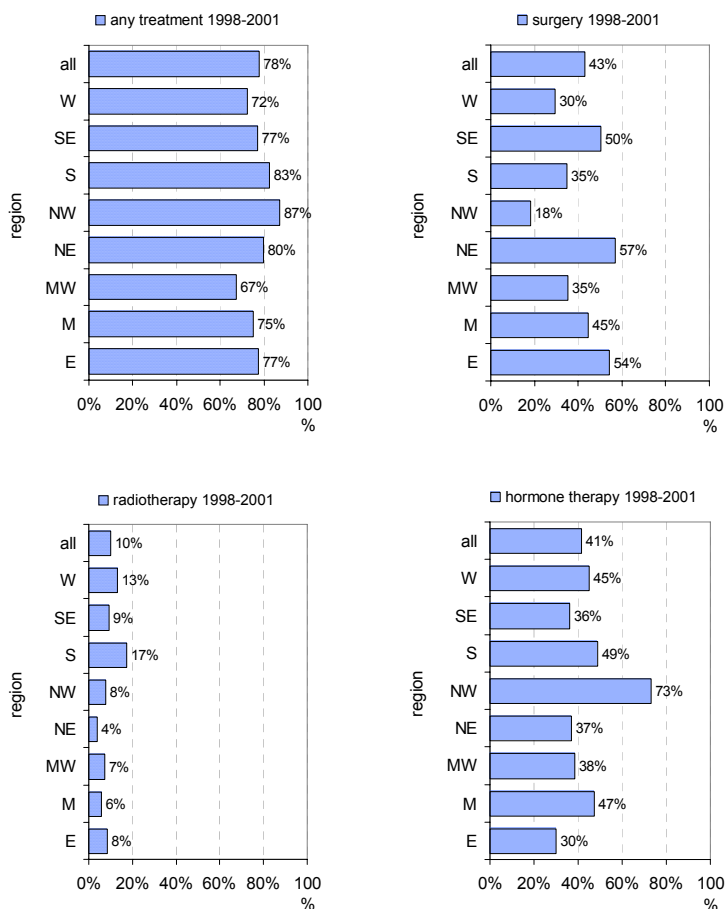 any treatment 1998-2001
region
all 78%
W 72%
SE 77%
S 83%
NW 87%
NE 80%
MW 67%
M 75%
E 77%
0% 20% 40% 60% 80% 100
%
surgery 1998-2001
region
all 43%
W 30%
SE 50%
S 35%
NW 18%
NE 57%
MW 35%
M 45%
E 54%
0% 20% 40% 60% 80% 100
%
radiotherapy 1998-2001
region
all 10%
W 13%
SE 9%
S 17%
NW 8%
NE 4%
MW 7%
M 6%
E 8%
0% 20% 40% 60% 80% 100
%
hormone therapy 1998-2001
region
all 41%
W 45%
SE 36%
S 49%
NW 73%
NE 37%
MW 38%
M 47%
E 30%
0% 20% 40% 60% 80% 100
%